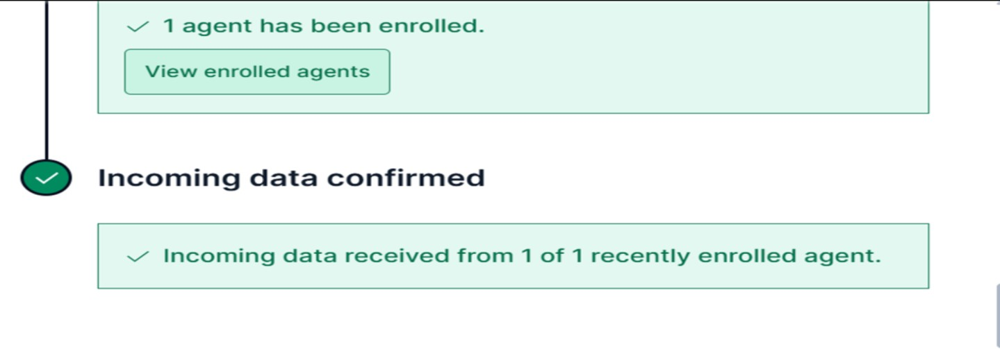 1 agent has been enrolled.
View enrolled agents
Incoming data confirmed
Incoming data received from 1 of 1 recently enrolled agent.